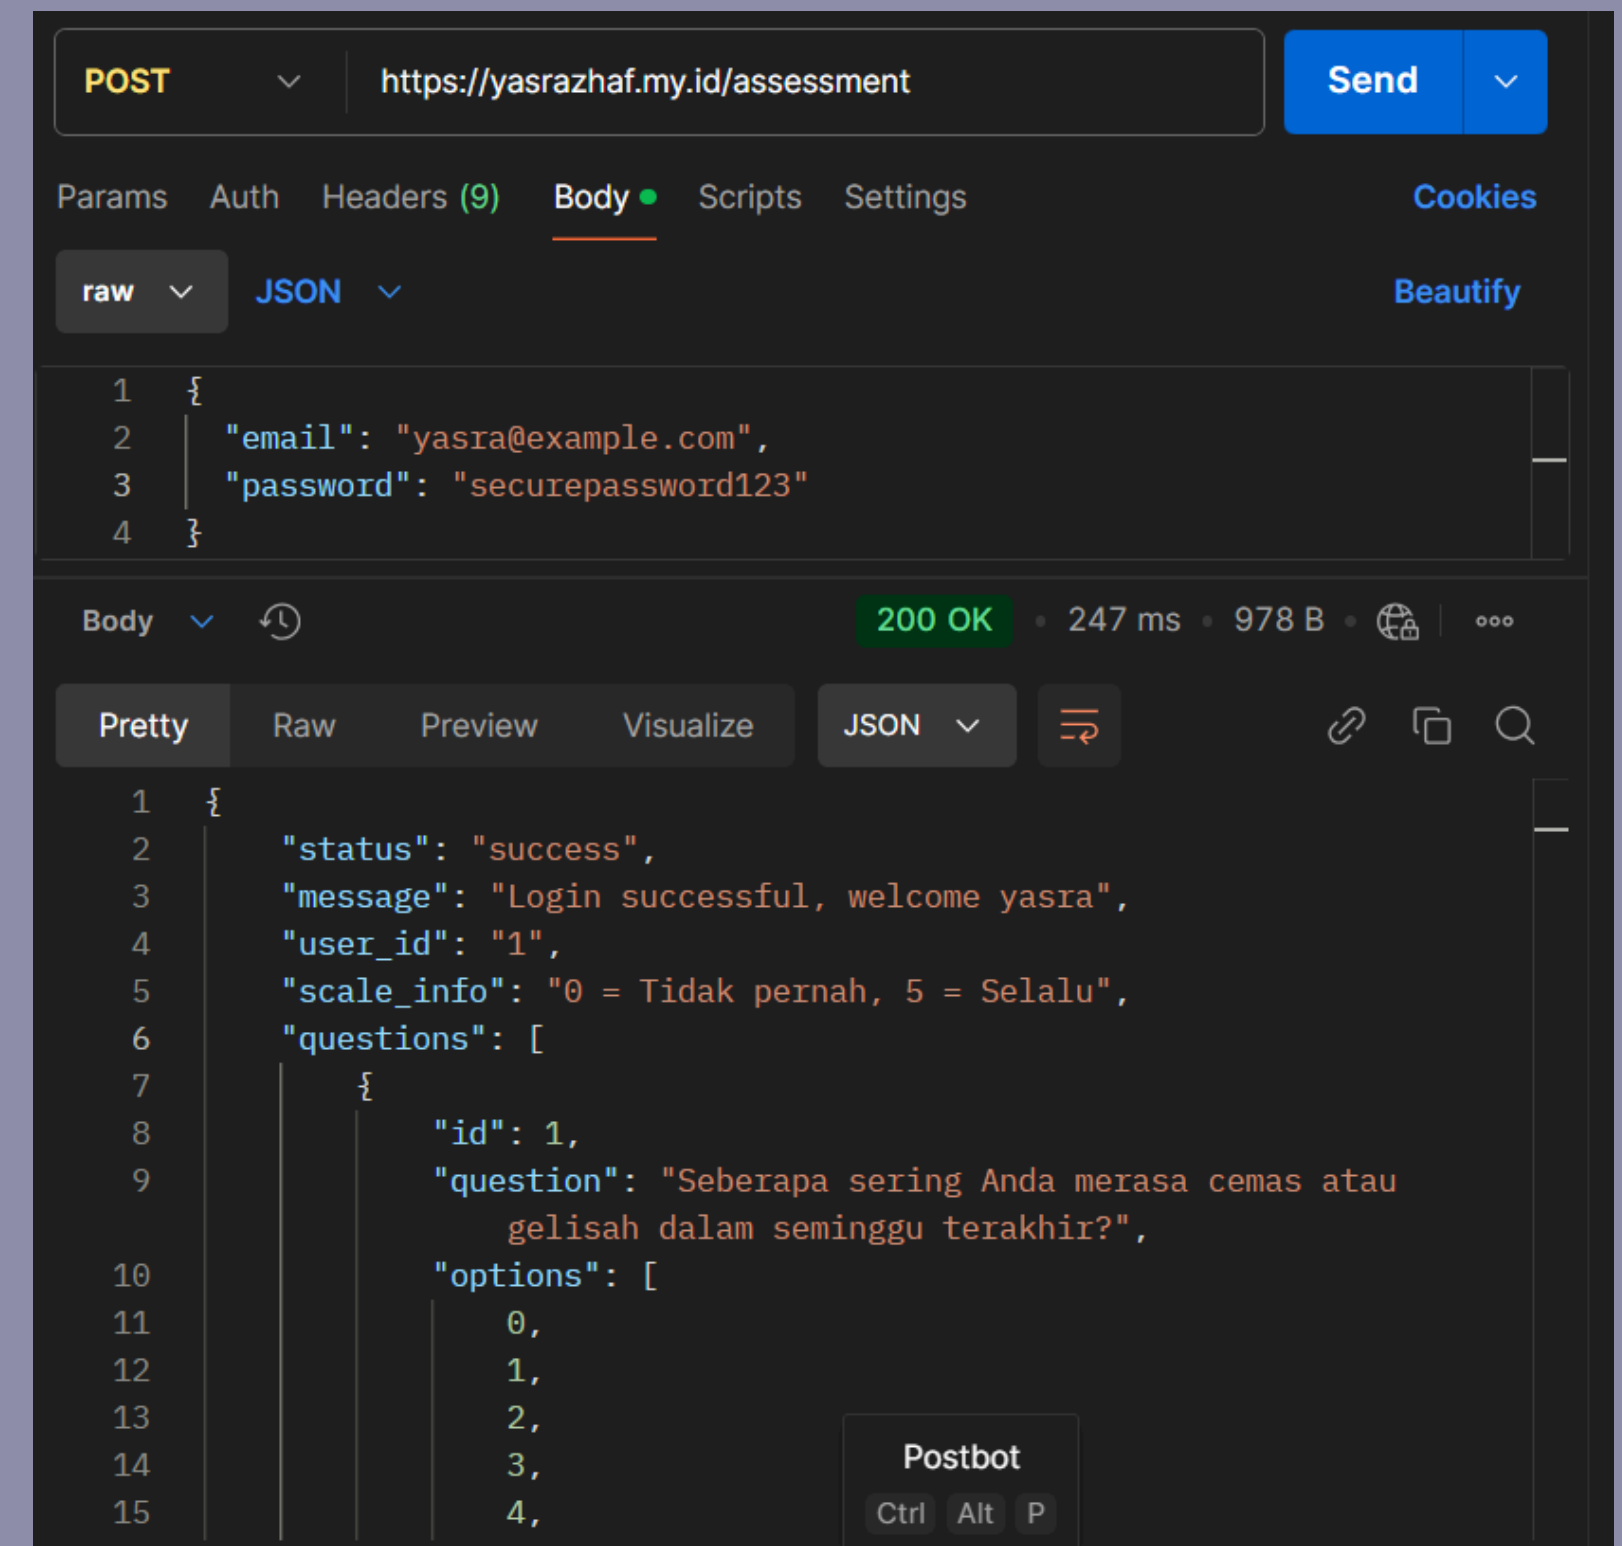 POST https://yasrazhaf.my.id/assessment Send
Params Auth Headers (9) Body Scripts Settings Cookies
raw JSON Beautify
1 {
2 "email": "yasra@example.com",
3 "password": "securepassword123"
4 }
Body 200 OK 247 ms 978 B
Pretty Raw Preview Visualize JSON
1 {
2 "status": "success",
3 "message": "Login successful, welcome yasra",
4 "user_id": "1",
5 "scale_info": "0 = Tidak pernah, 5 = Selalu",
6 "questions": [
7 {
8 "id": 1,
9 "question": "Seberapa sering Anda merasa cemas atau
gelisah dalam seminggu terakhir?",
10 "options": [
11 0,
12 1,
13 2,
14 3,
15 4,
Postbot
Ctrl Alt P